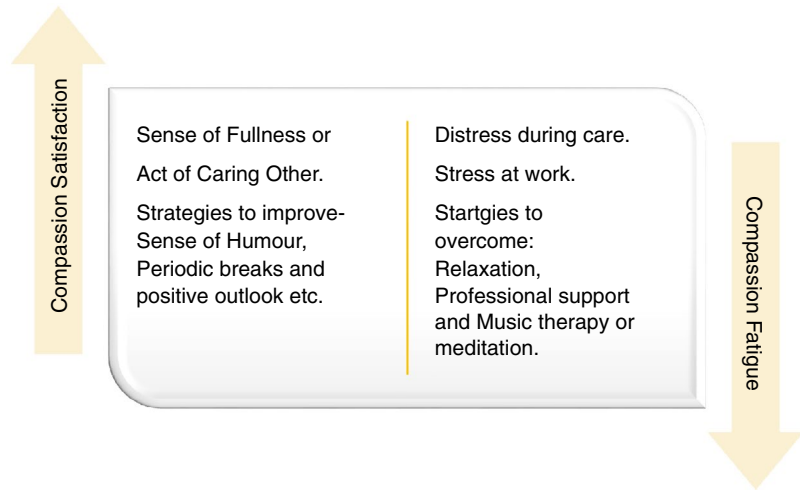 Compassion Satisfaction
Sense of Fullness or
Act of Caring Other.
Strategies to improve-
Sense of Humour,
Periodic breaks and
positive outlook etc.
Distress during care.
Stress at work.
Startgies to
overcome:
Relaxation,
Professional support
and Music therapy or
meditation.
Compassion Fatigue